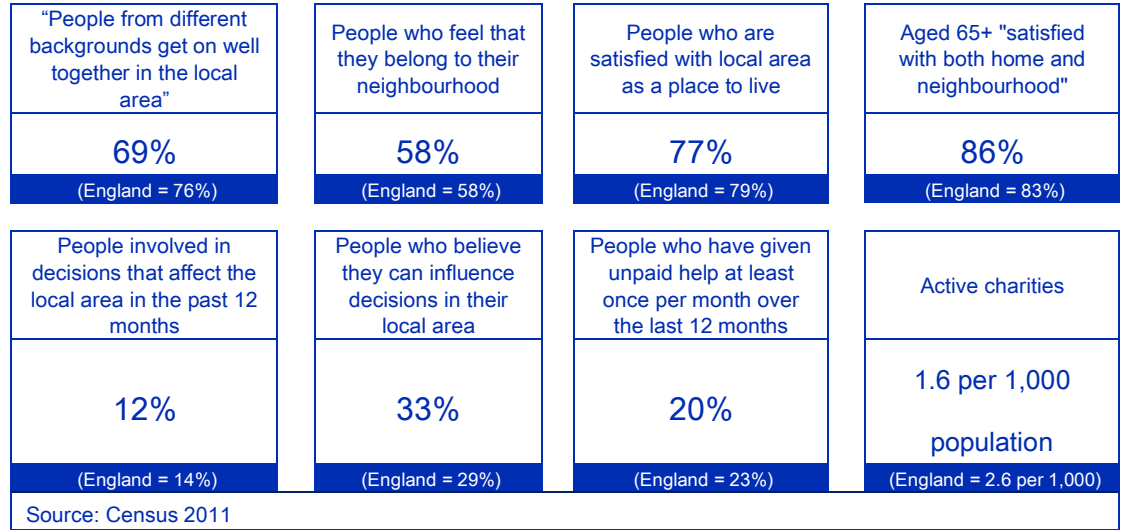 “People from different
backgrounds get on well
together in the local
area”
69%
(England = 76%)
People who feel that
they belong to their
neighbourhood
58%
(England = 58%)
People who are
satisfied with local area
as a place to live
77%
(England = 79%)
Aged 65+ "satisfied
with both home and
neighbourhood"
86%
(England = 83%)
People involved in
decisions that affect the
local area in the past 12
months
12%
(England = 14%)
People who believe
they can influence
decisions in their
local area
33%
(England = 29%)
People who have given
unpaid help at least
once per month over
the last 12 months
20%
(England = 23%)
Active charities
1.6 per 1,000
population
(England = 2.6 per 1,000)
Source: Census 2011